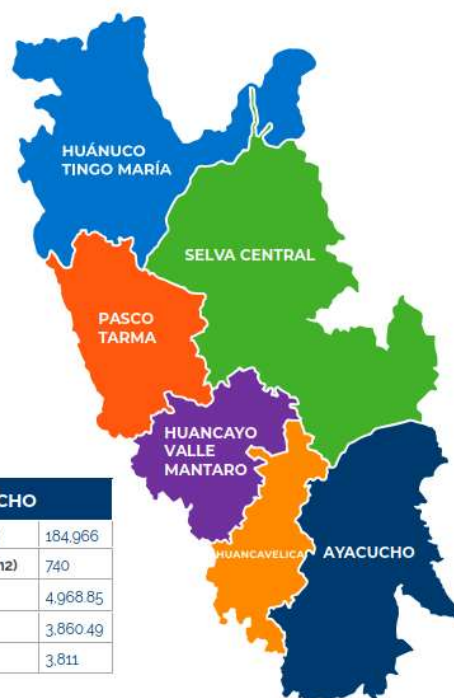 HUÁNUCO
TINGO MARÍA
SELVA CENTRAL
PASCO
TARMA
HUANCAYO
VALLE
MANTARO
HUANCAVELICA
AYACUCHO
CHO
184,966
2) 740
4.968.85
3,860.49
3,811